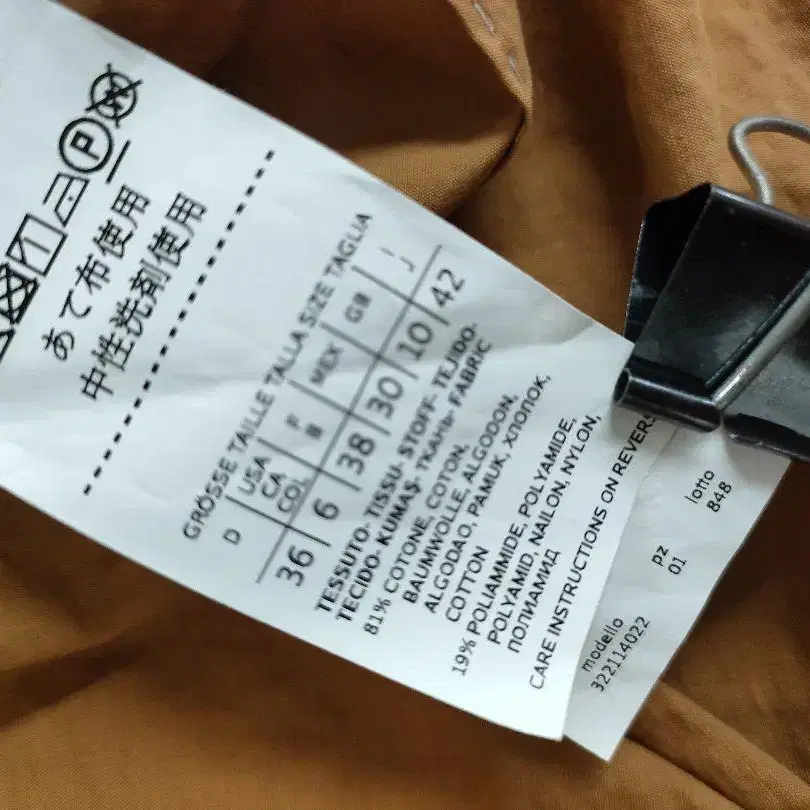 P
あて布使用
中性洗剤使用
GRÖSSE TAILLE TALLA SIZE TAGLIA
D USA CA COL F B MEX GB I J
36 6 38 30 10 42
TESSUTO- TISSU- STOFF- TEJIDO-
TECIDO- KUMAŞ- ТКАНЬ- FABRIC
81% COTONE, COTON,
BAUMWOLLE, ALGODON,
ALGODAO, PAMUK, ХЛОПОК,
COTTON
19% POLIAMMIDE, POLYAMIDE,
POLYAMID, NAILON, NYLON,
ПОЛИАМИД
CARE INSTRUCTIONS ON REVERS
modello
322114022
pz
01
lotto
848